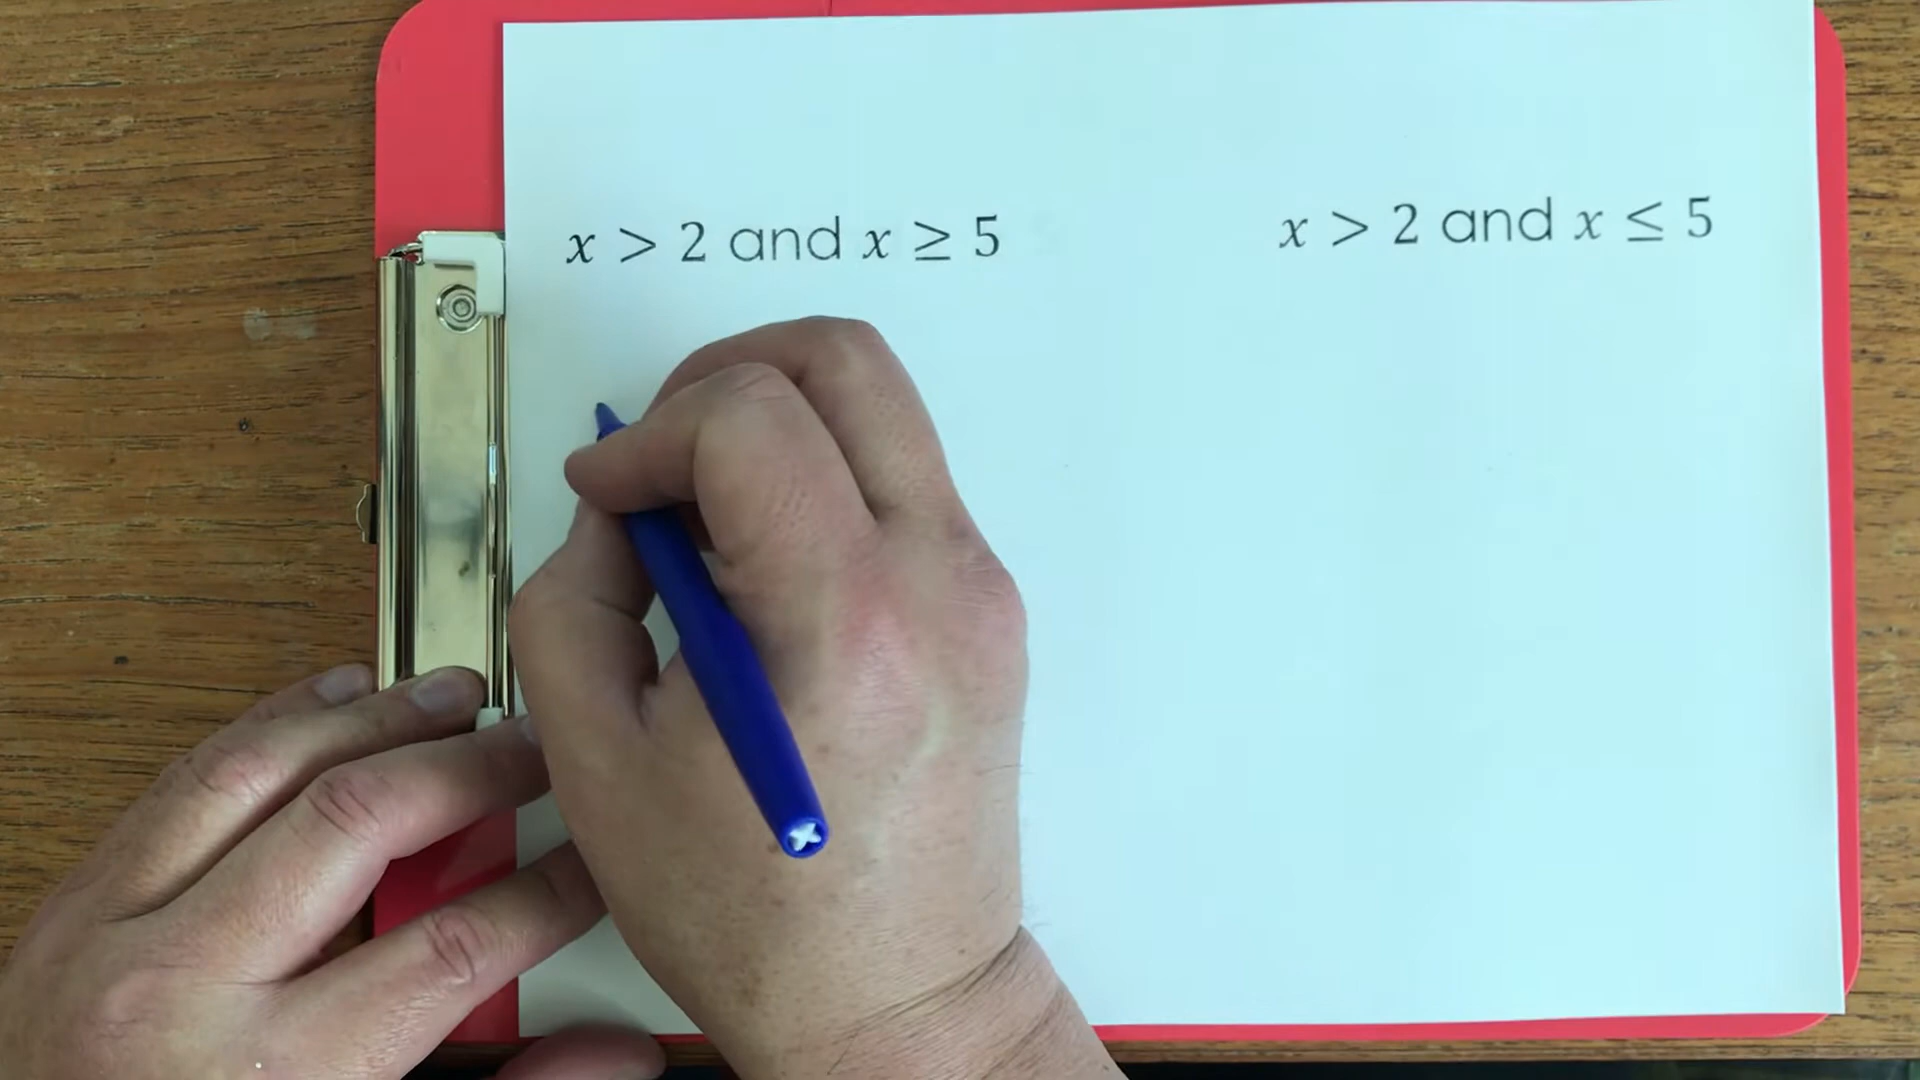 x > 2 and x ≥ 5
x > 2 and x ≤ 5